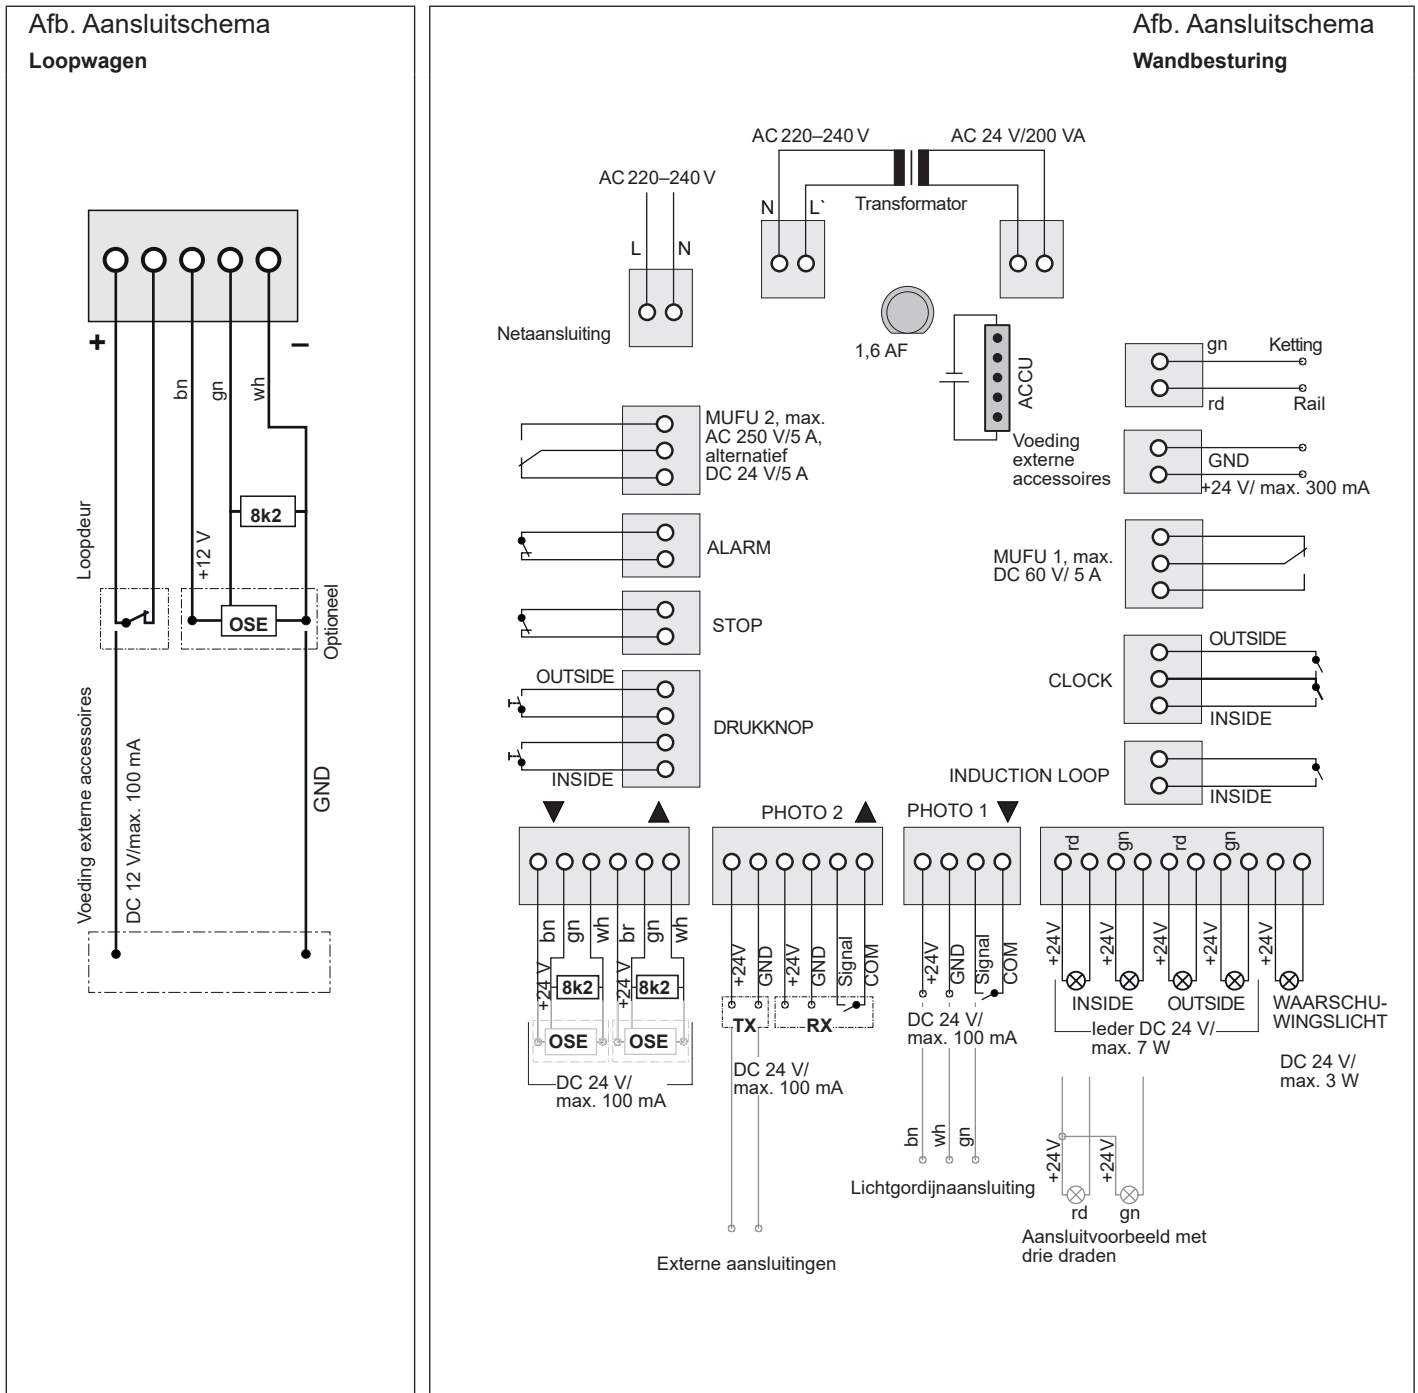 Afb. Aansluitschema
Loopwagen
+
–
bn
gn
wh
8k2
Loopdeur
+12 V
OSE
Optioneel
Voeding externe accessoires
DC 12 V/max. 100 mA
GND
Afb. Aansluitschema
Wandbesturing
AC 220–240 V
AC 24 V/200 VA
AC 220–240 V
N
L`
Transformator
L
N
Netaansluiting
1,6 AF
ACCU
gn
Ketting
rd
Rail
MUFU 2, max.
AC 250 V/5 A,
alternatief
DC 24 V/5 A
Voeding
externe
accessoires
GND
+24 V/ max. 300 mA
ALARM
MUFU 1, max.
DC 60 V/ 5 A
STOP
OUTSIDE
DRUKKNOP
INSIDE
OUTSIDE
CLOCK
INSIDE
INDUCTION LOOP
INSIDE
PHOTO 2
PHOTO 1
rd
gn
rd
gn
bn
gn
wh
br
gn
wh
+24 V
8k2
+24 V
8k2
OSE
OSE
DC 24 V/
max. 100 mA
+24V
GND
+24V
GND
Signal
COM
TX
RX
DC 24 V/
max. 100 mA
+24V
GND
Signal
COM
DC 24 V/
max. 100 mA
bn
wh
gn
Lichtgordijnaansluiting
Externe aansluitingen
+24V
+24V
+24V
+24V
+24V
INSIDE
OUTSIDE
WAARSCHU-
WINGSLICHT
Ieder DC 24 V/
max. 7 W
DC 24 V/
max. 3 W
+24V
+24V
rd
gn
Aansluitvoorbeeld met
drie draden